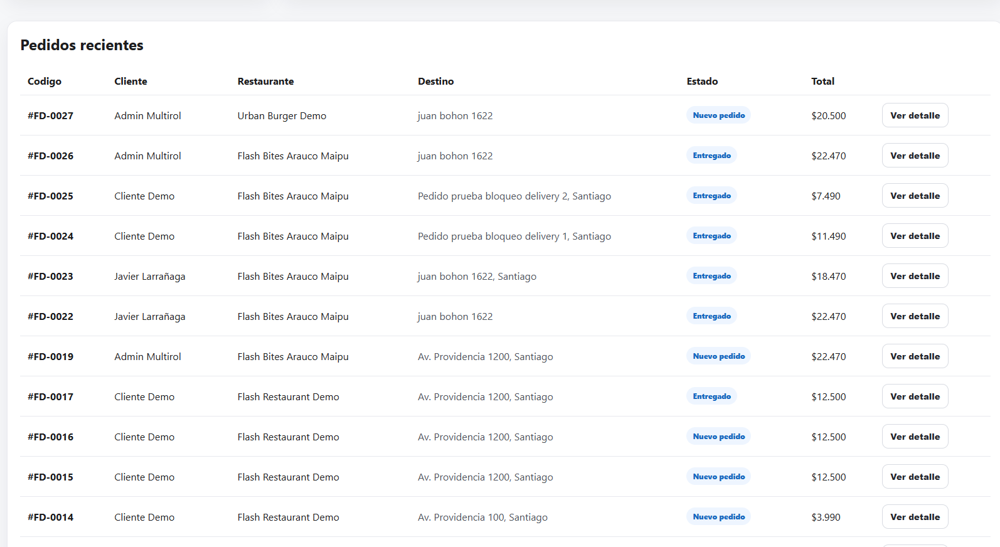 Pedidos recientes
Codigo Cliente Restaurante Destino Estado Total
#FD-0027 Admin Multirol Urban Burger Demo juan bohon 1622 Nuevo pedido $20.500 Ver detalle
#FD-0026 Admin Multirol Flash Bites Arauco Maipu juan bohon 1622 Entregado $22.470 Ver detalle
#FD-0025 Cliente Demo Flash Bites Arauco Maipu Pedido prueba bloqueo delivery 2, Santiago Entregado $7.490 Ver detalle
#FD-0024 Cliente Demo Flash Bites Arauco Maipu Pedido prueba bloqueo delivery 1, Santiago Entregado $11.490 Ver detalle
#FD-0023 Javier Larrañaga Flash Bites Arauco Maipu juan bohon 1622, Santiago Entregado $18.470 Ver detalle
#FD-0022 Javier Larrañaga Flash Bites Arauco Maipu juan bohon 1622 Entregado $22.470 Ver detalle
#FD-0019 Admin Multirol Flash Bites Arauco Maipu Av. Providencia 1200, Santiago Nuevo pedido $22.470 Ver detalle
#FD-0017 Cliente Demo Flash Restaurant Demo Av. Providencia 1200, Santiago Entregado $12.500 Ver detalle
#FD-0016 Cliente Demo Flash Restaurant Demo Av. Providencia 1200, Santiago Nuevo pedido $12.500 Ver detalle
#FD-0015 Cliente Demo Flash Restaurant Demo Av. Providencia 1200, Santiago Nuevo pedido $12.500 Ver detalle
#FD-0014 Cliente Demo Flash Restaurant Demo Av. Providencia 100, Santiago Nuevo pedido $3.990 Ver detalle